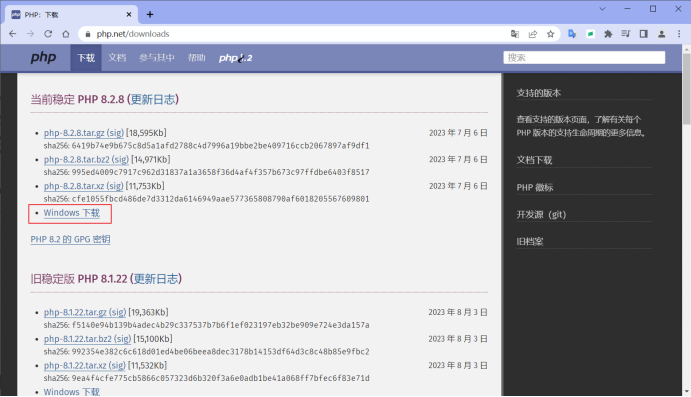 PHP: 下载
php.net/downloads
php
下载
文档
参与其中
帮助
php 8.2
搜索
当前稳定 PHP 8.2.8 (更新日志)
php-8.2.8.tar.gz (sig) [18,595Kb] 2023 年 7 月 6 日
sha256: 6419b74e9b675c8d5a1afd2788c4d7996a19bbe2be409716ccb2067897af9df1
php-8.2.8.tar.bz2 (sig) [14,971Kb] 2023 年 7 月 6 日
sha256: 995ed4009c7917c962d31837a1a3658f36d4af4f357b673c97ffdbe6403f8517
php-8.2.8.tar.xz (sig) [11,753Kb] 2023 年 7 月 6 日
sha256: cfe1055fbcd486de7d3312da6146949aae577365808790af6018205567609801
Windows 下载
PHP 8.2 的 GPG 密钥
旧稳定版 PHP 8.1.22 (更新日志)
php-8.1.22.tar.gz (sig) [19,363Kb] 2023 年 8 月 3 日
sha256: f5140e94b139b4adec4b29c337537b7b6f1ef023197eb32be909e724e3da157a
php-8.1.22.tar.bz2 (sig) [15,100Kb] 2023 年 8 月 3 日
sha256: 992354e382c6c618d01ed4be06beea8dec3178b14153df64d3c8c48b85e9fbc2
php-8.1.22.tar.xz (sig) [11,532Kb] 2023 年 8 月 3 日
sha256: 9ea4f4cfe775cb5866c057323d6b320f3a6e0adb1be41a068ff7bfec6f83e71d
Windows 下载
支持的版本
查看支持的版本页面，了解有关每个
PHP 版本的支持生命周期的更多信息。
文档下载
PHP 徽标
开发源（git）
旧档案